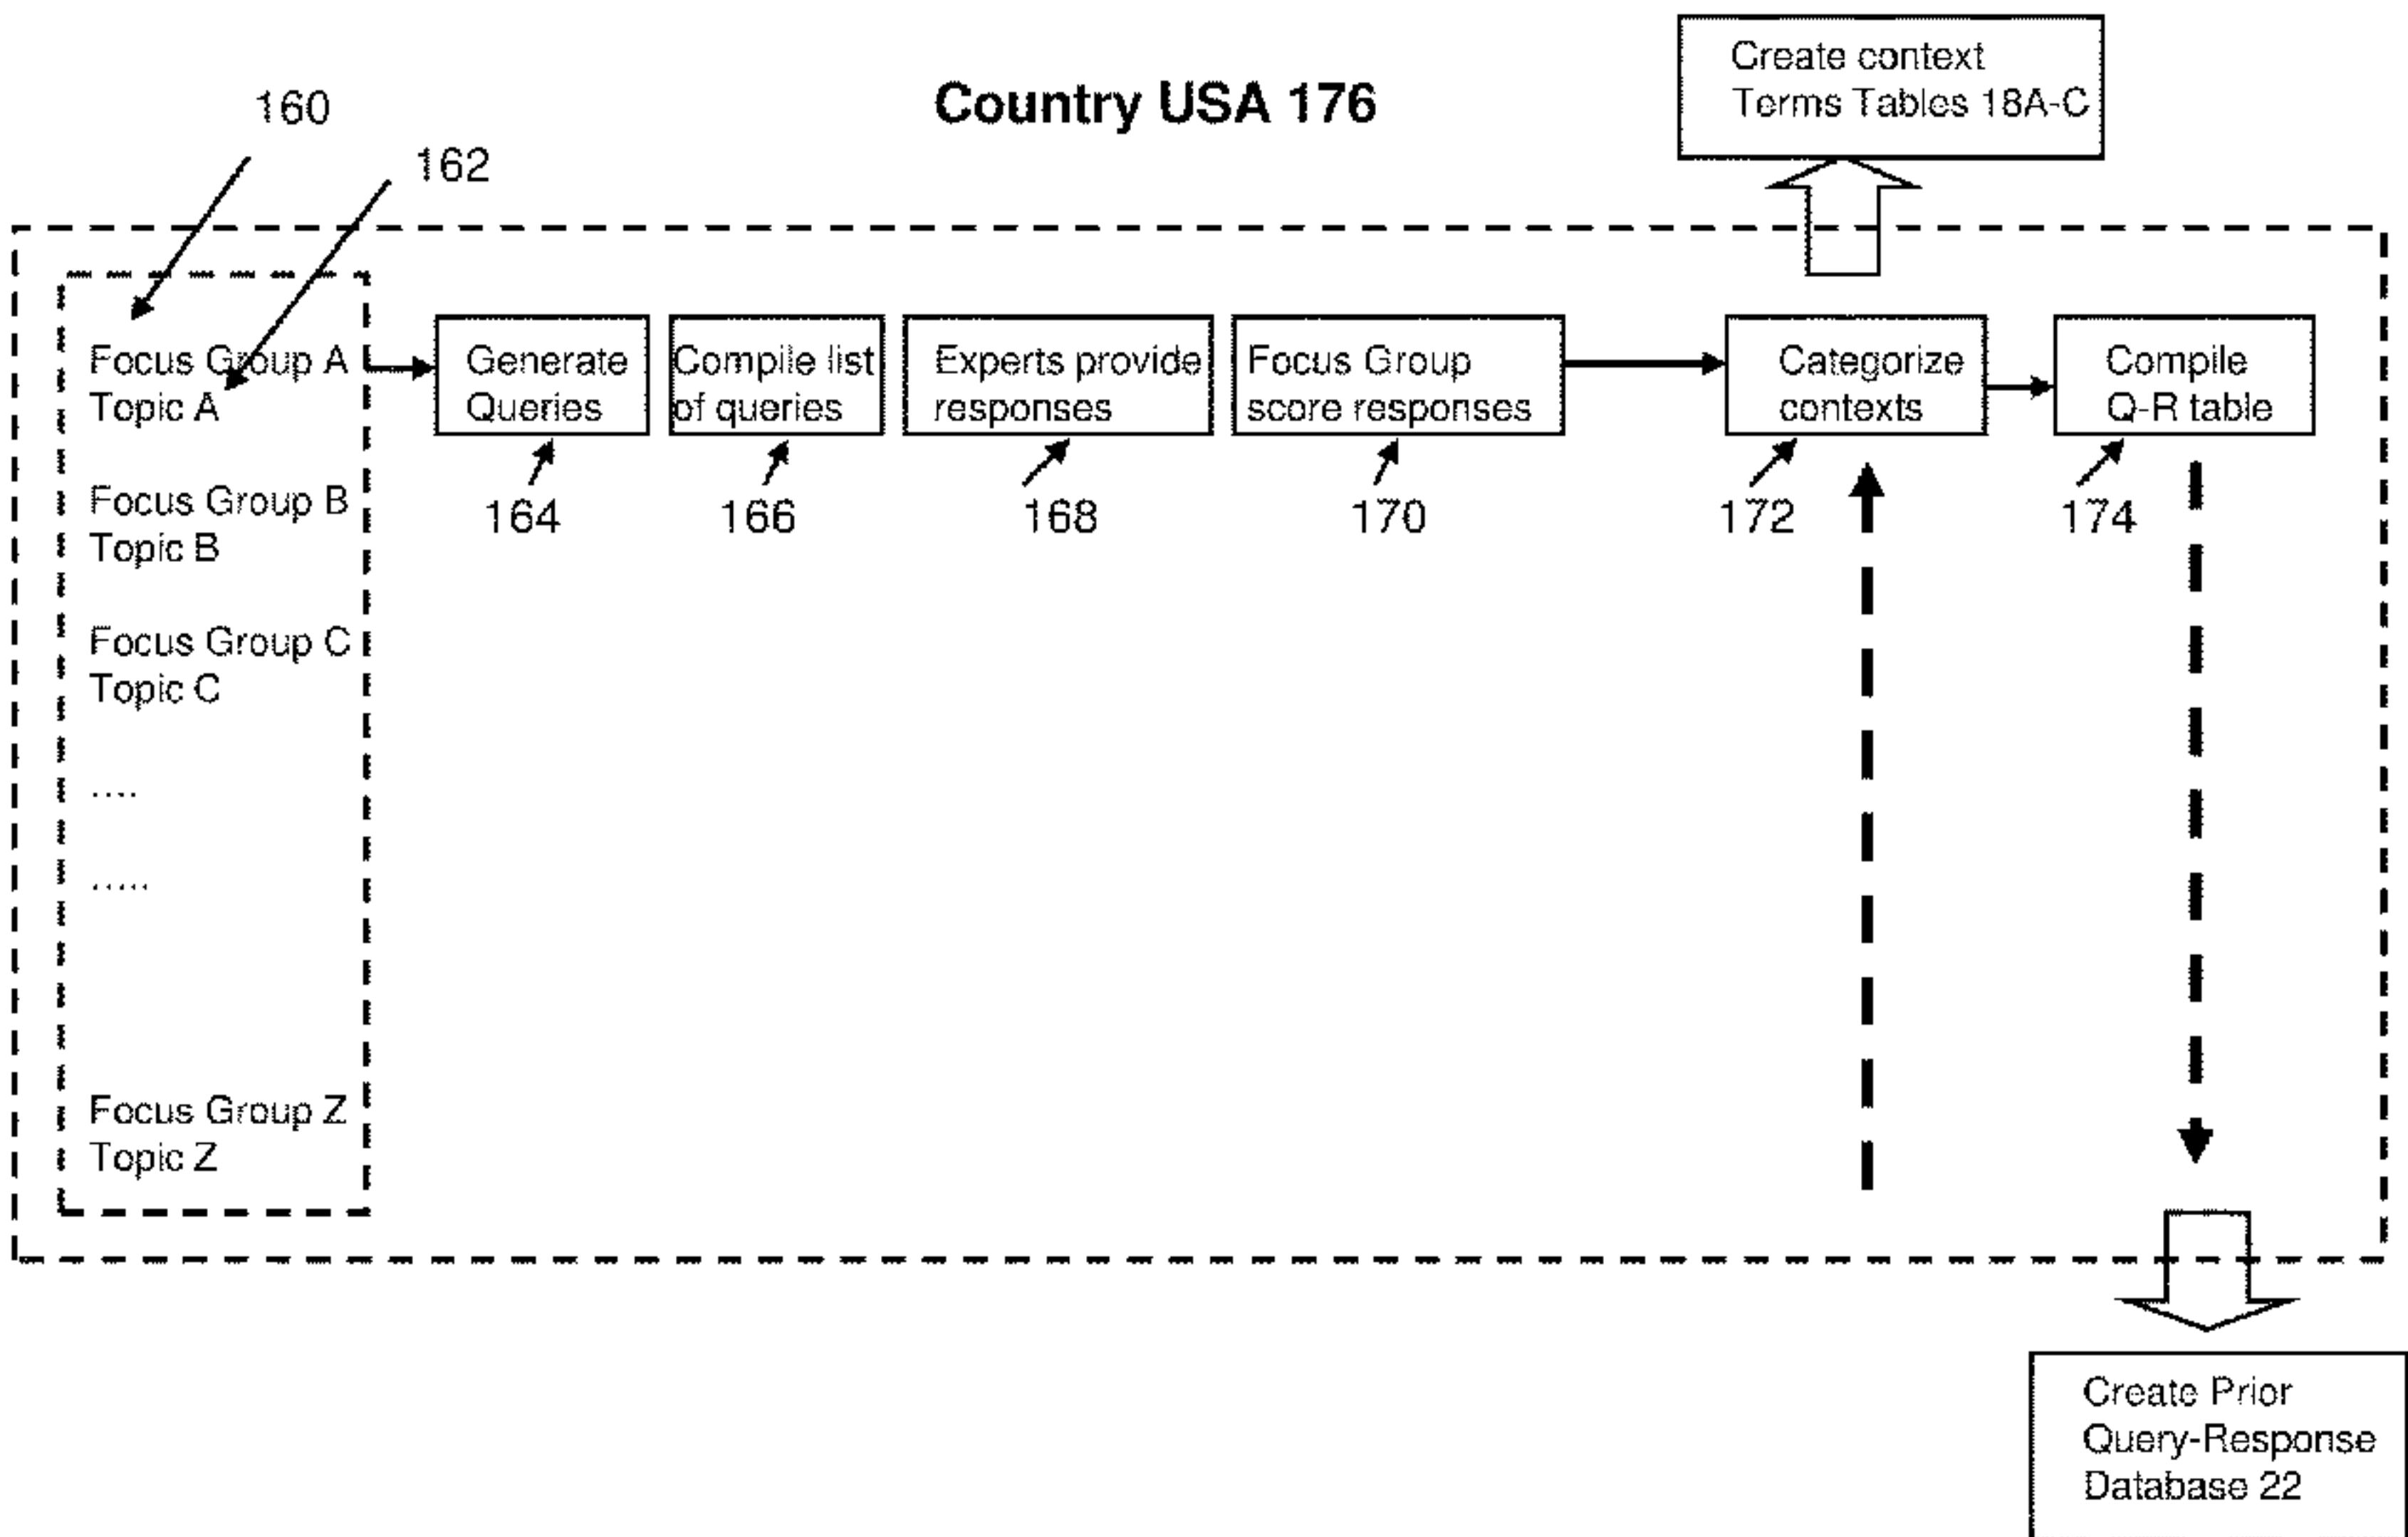 Create context
Terms Tables 18A-C
Country USA 176
160
162
Focus Group A
Topic A
Generate
Queries
Compile list
of queries
Experts provide
responses
Focus Group
score responses
Categorize
contexts
Compile
Q-R table
164
166
168
170
172
174
Focus Group B
Topic B
Focus Group C
Topic C
....
.....
Focus Group Z
Topic Z
Create Prior
Query-Response
Database 22